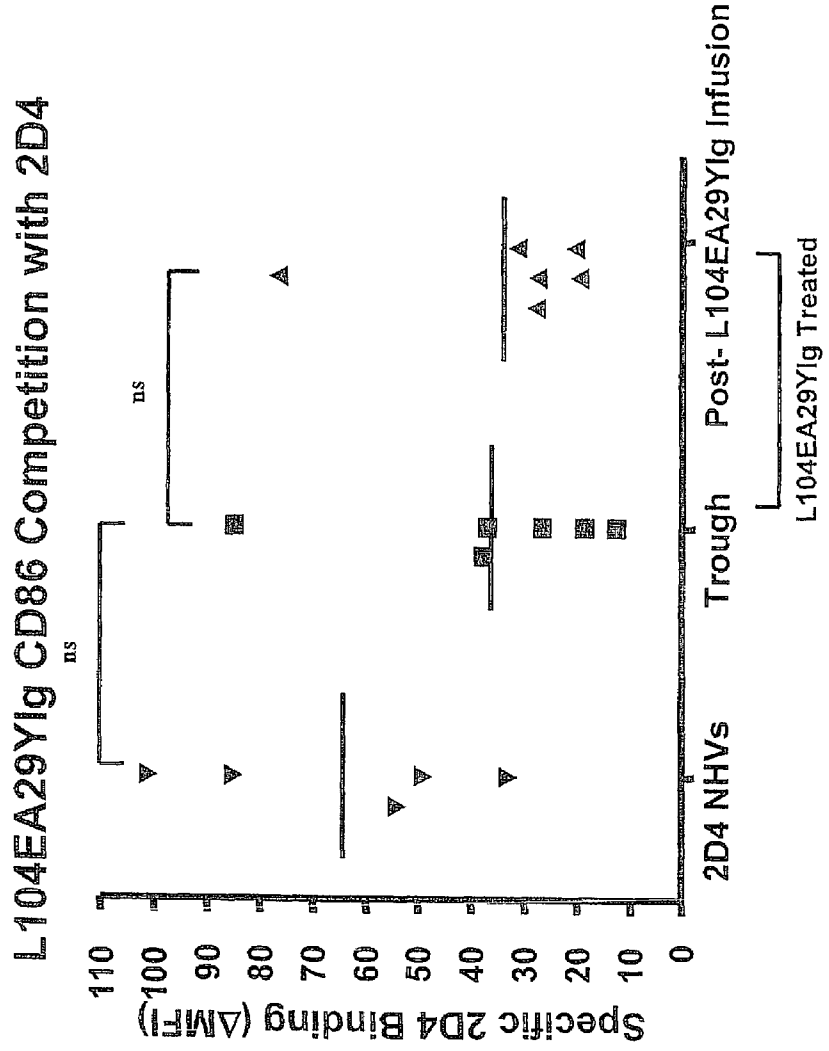 L104EA29YIg CD86 Competition with 2D4
ns
ns
Specific 2D4 Binding (ΔMFI)
110
100
90
80
70
60
50
40
30
20
10
0
2D4 NHVs
Trough
Post- L104EA29YIg Infusion
L104EA29YIg Treated